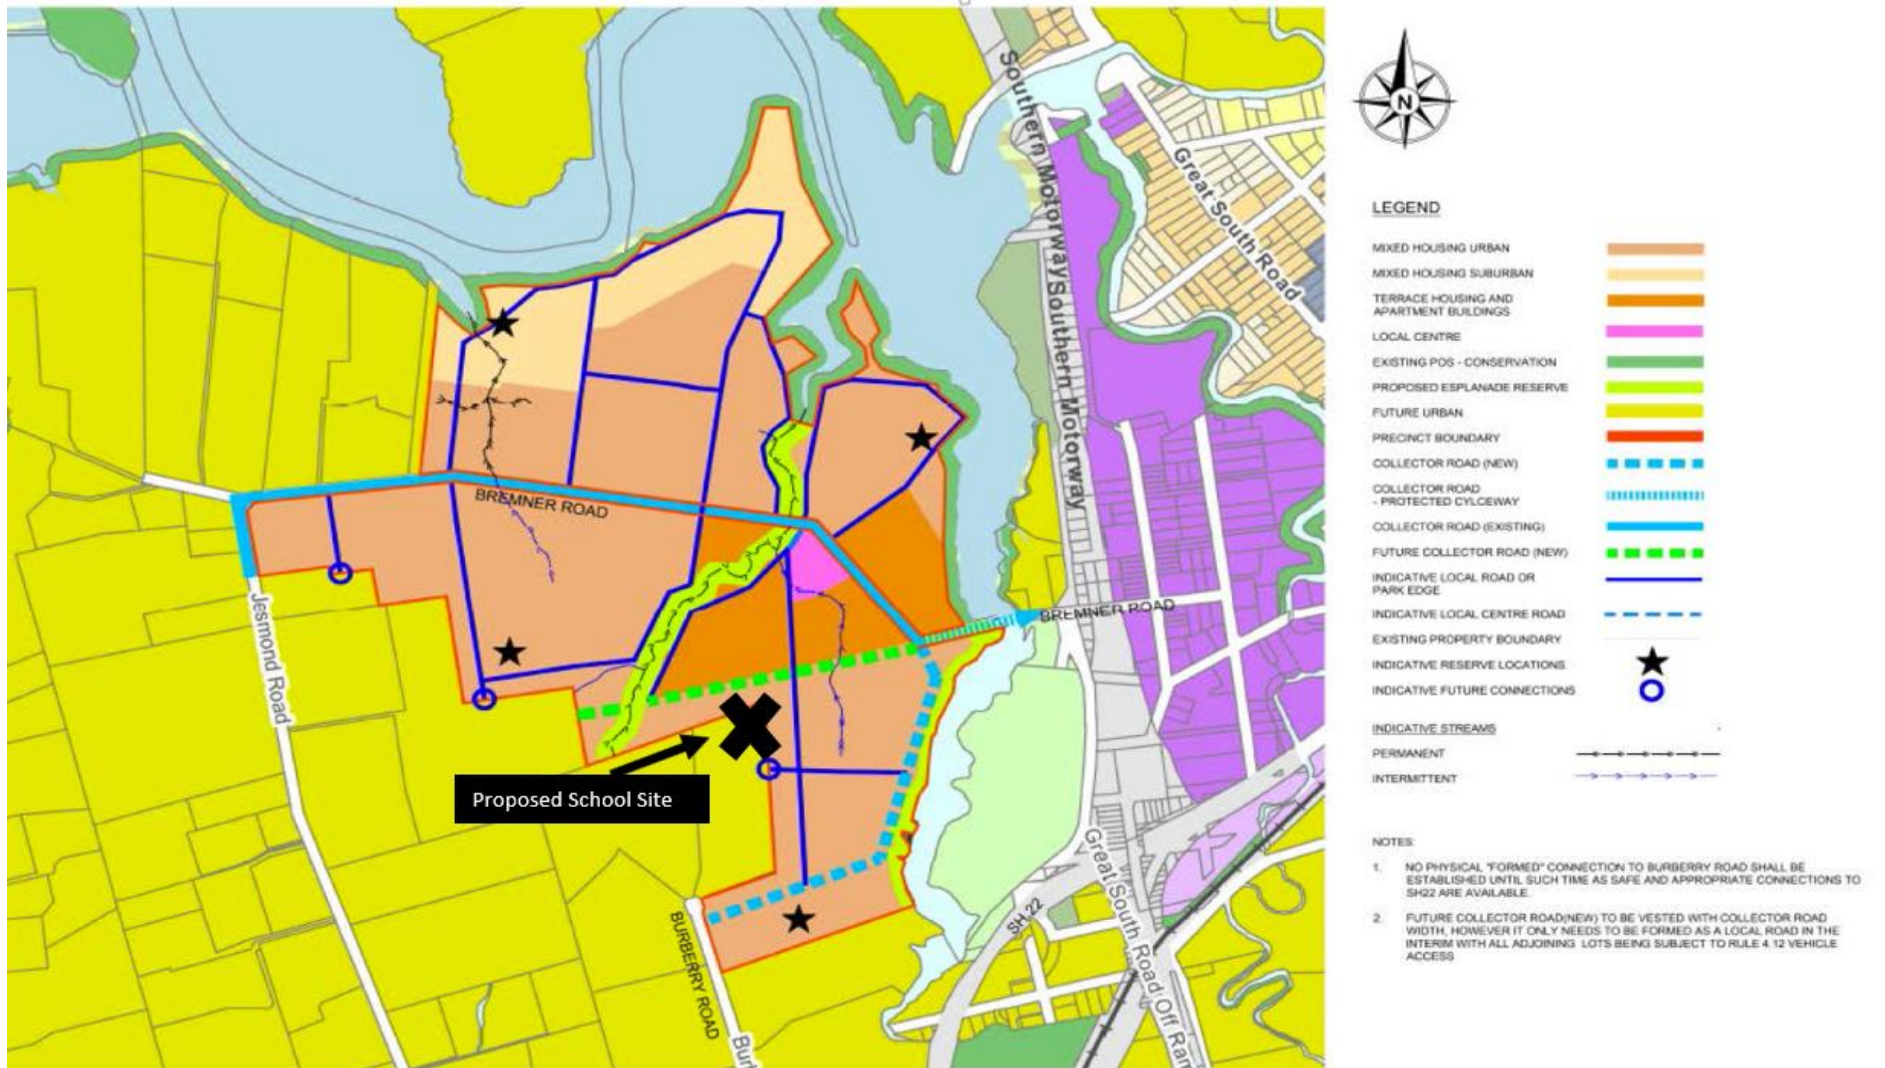 Southern Motorway
Southern Motorway
Great South Road
N
BREMNER ROAD
BREMNER ROAD
Jesmond Road
Proposed School Site
BURBERRY ROAD
Burb
SH 22
Great South Road Off Ram
LEGEND
MIXED HOUSING URBAN
MIXED HOUSING SUBURBAN
TERRACE HOUSING AND
APARTMENT BUILDINGS
LOCAL CENTRE
EXISTING POS - CONSERVATION
PROPOSED ESPLANADE RESERVE
FUTURE URBAN
PRECINCT BOUNDARY
COLLECTOR ROAD (NEW)
COLLECTOR ROAD
- PROTECTED CYLCEWAY
COLLECTOR ROAD (EXISTING)
FUTURE COLLECTOR ROAD (NEW)
INDICATIVE LOCAL ROAD OR
PARK EDGE
INDICATIVE LOCAL CENTRE ROAD
EXISTING PROPERTY BOUNDARY
INDICATIVE RESERVE LOCATIONS
INDICATIVE FUTURE CONNECTIONS
INDICATIVE STREAMS
PERMANENT
INTERMITTENT
NOTES:
1. NO PHYSICAL "FORMED" CONNECTION TO BURBERRY ROAD SHALL BE
ESTABLISHED UNTIL SUCH TIME AS SAFE AND APPROPRIATE CONNECTIONS TO
SH22 ARE AVAILABLE.
2. FUTURE COLLECTOR ROAD(NEW) TO BE VESTED WITH COLLECTOR ROAD
WIDTH, HOWEVER IT ONLY NEEDS TO BE FORMED AS A LOCAL ROAD IN THE
INTERIM WITH ALL ADJOINING LOTS BEING SUBJECT TO RULE 4.12 VEHICLE
ACCESS